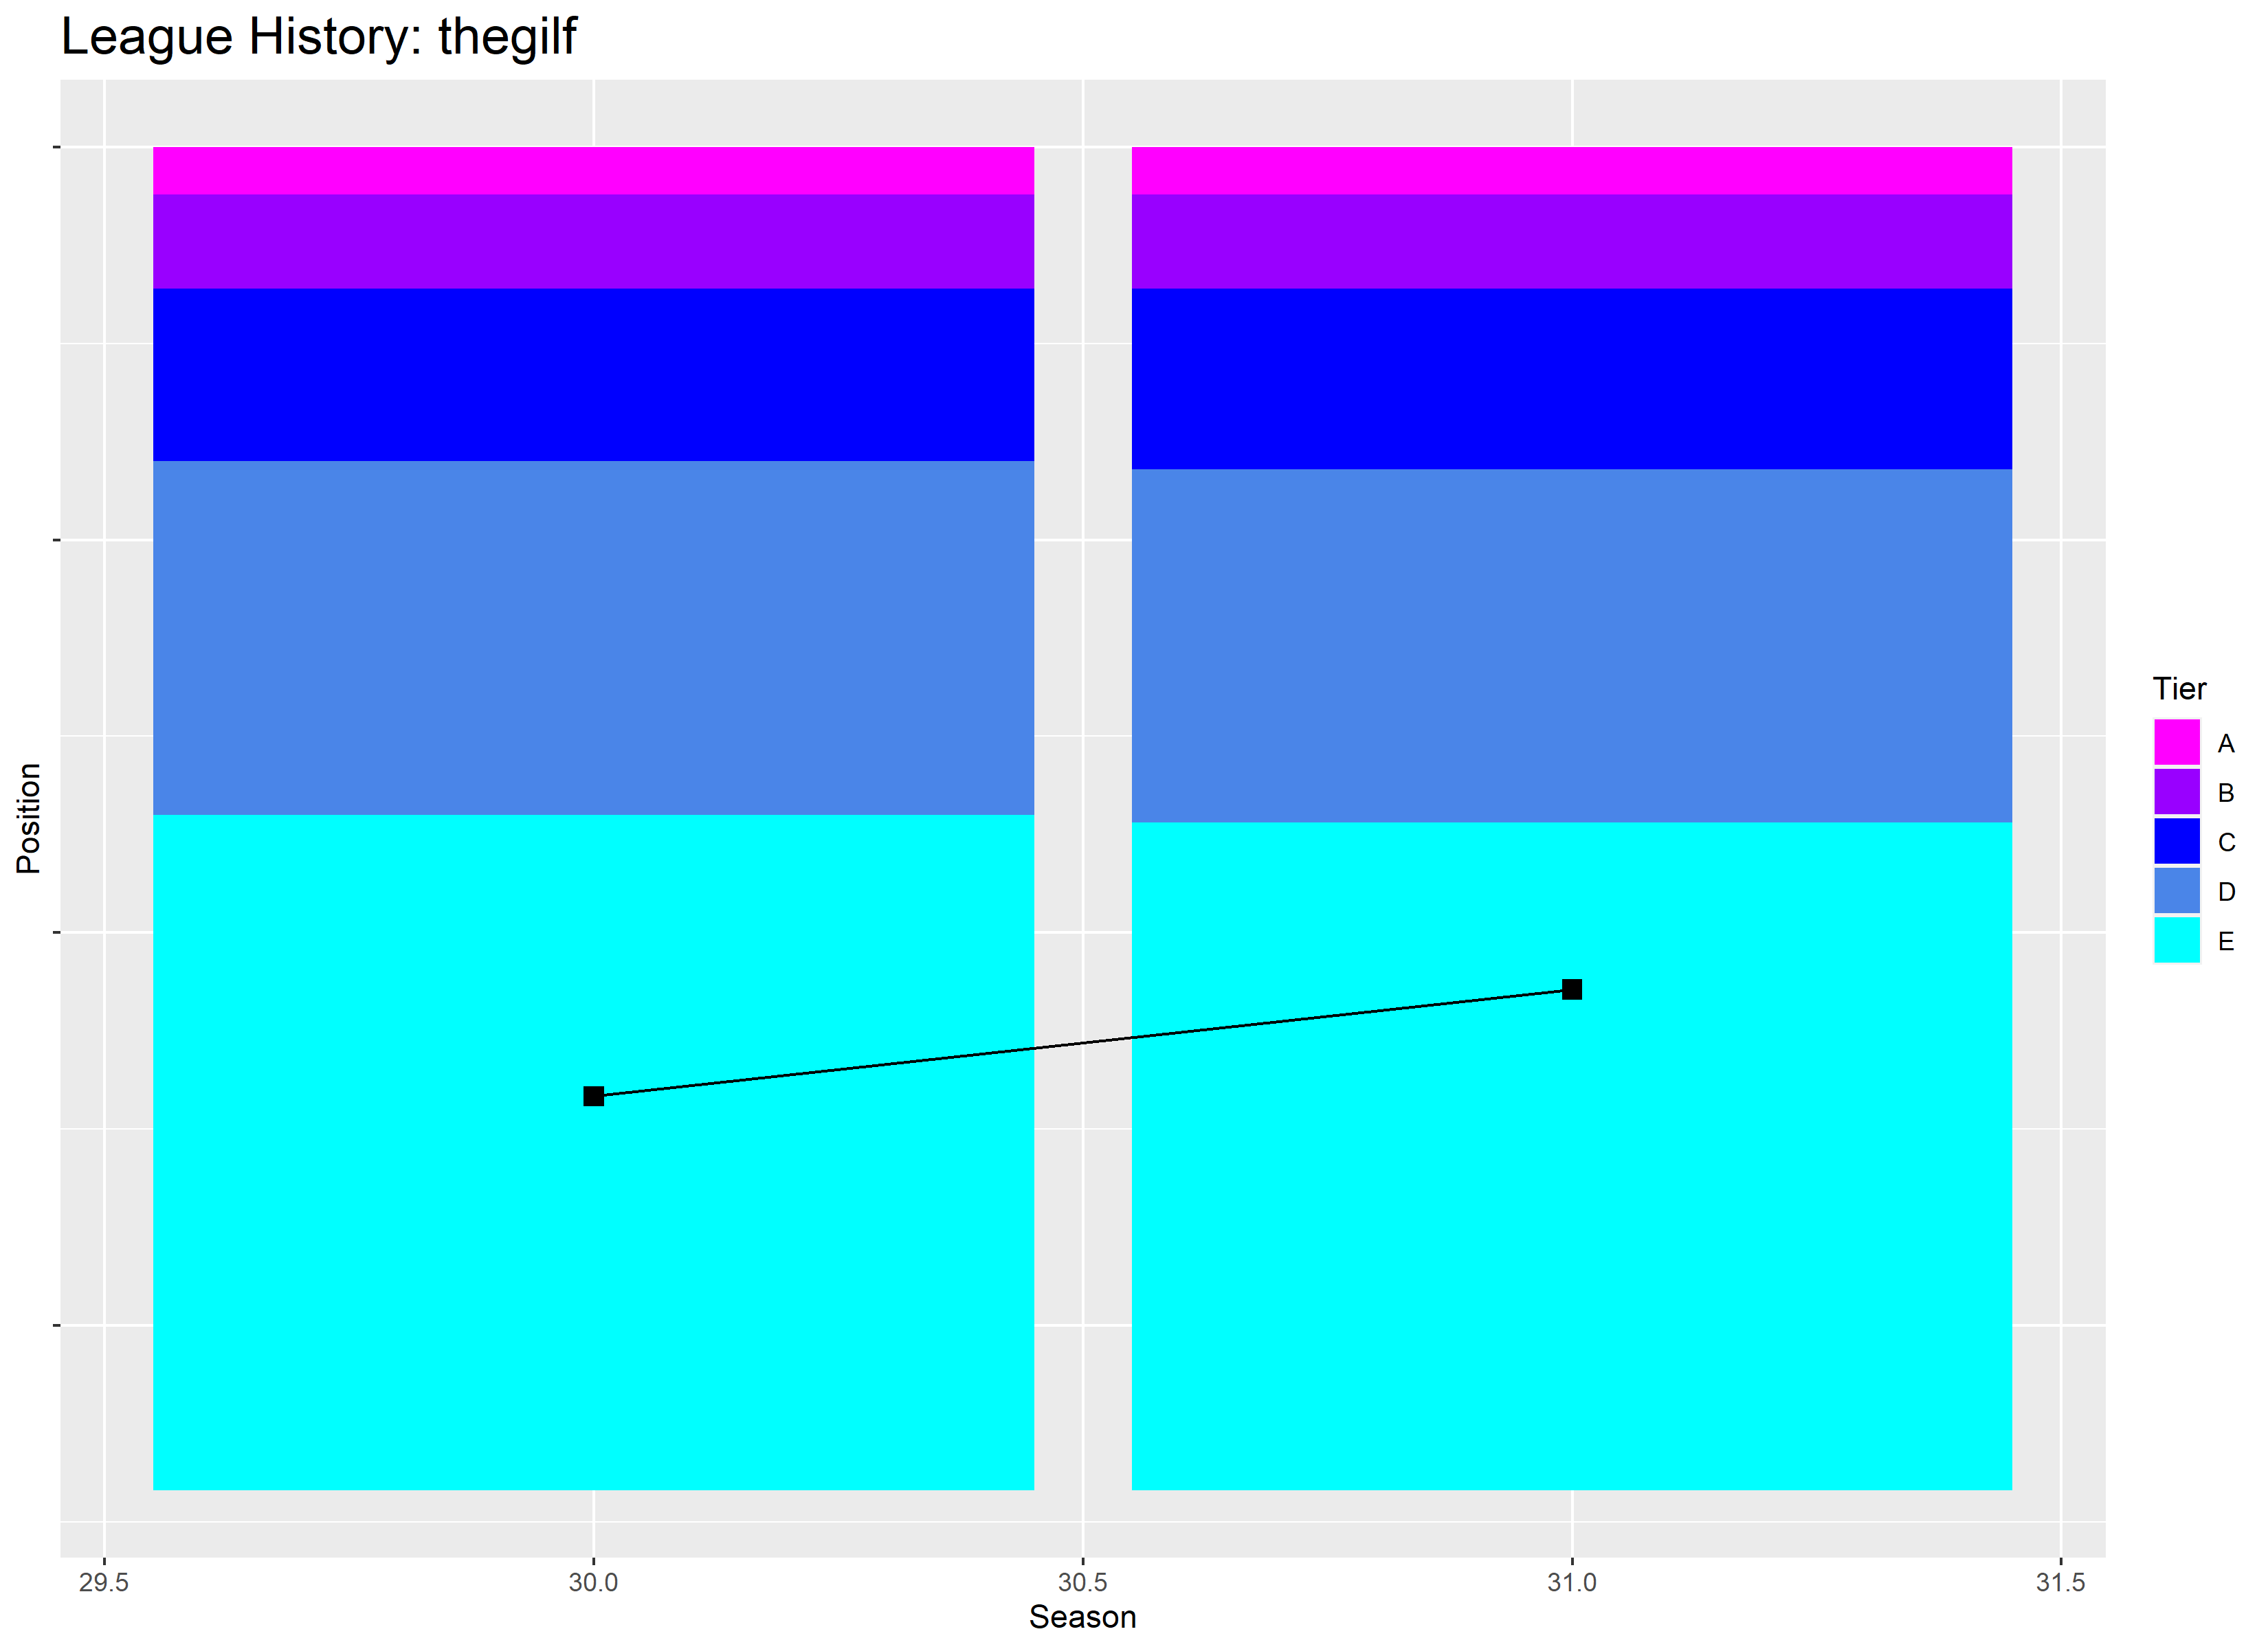 League History: thegilf
Position
29.5
30.0
30.5
31.0
31.5
Season
Tier
A
B
C
D
E